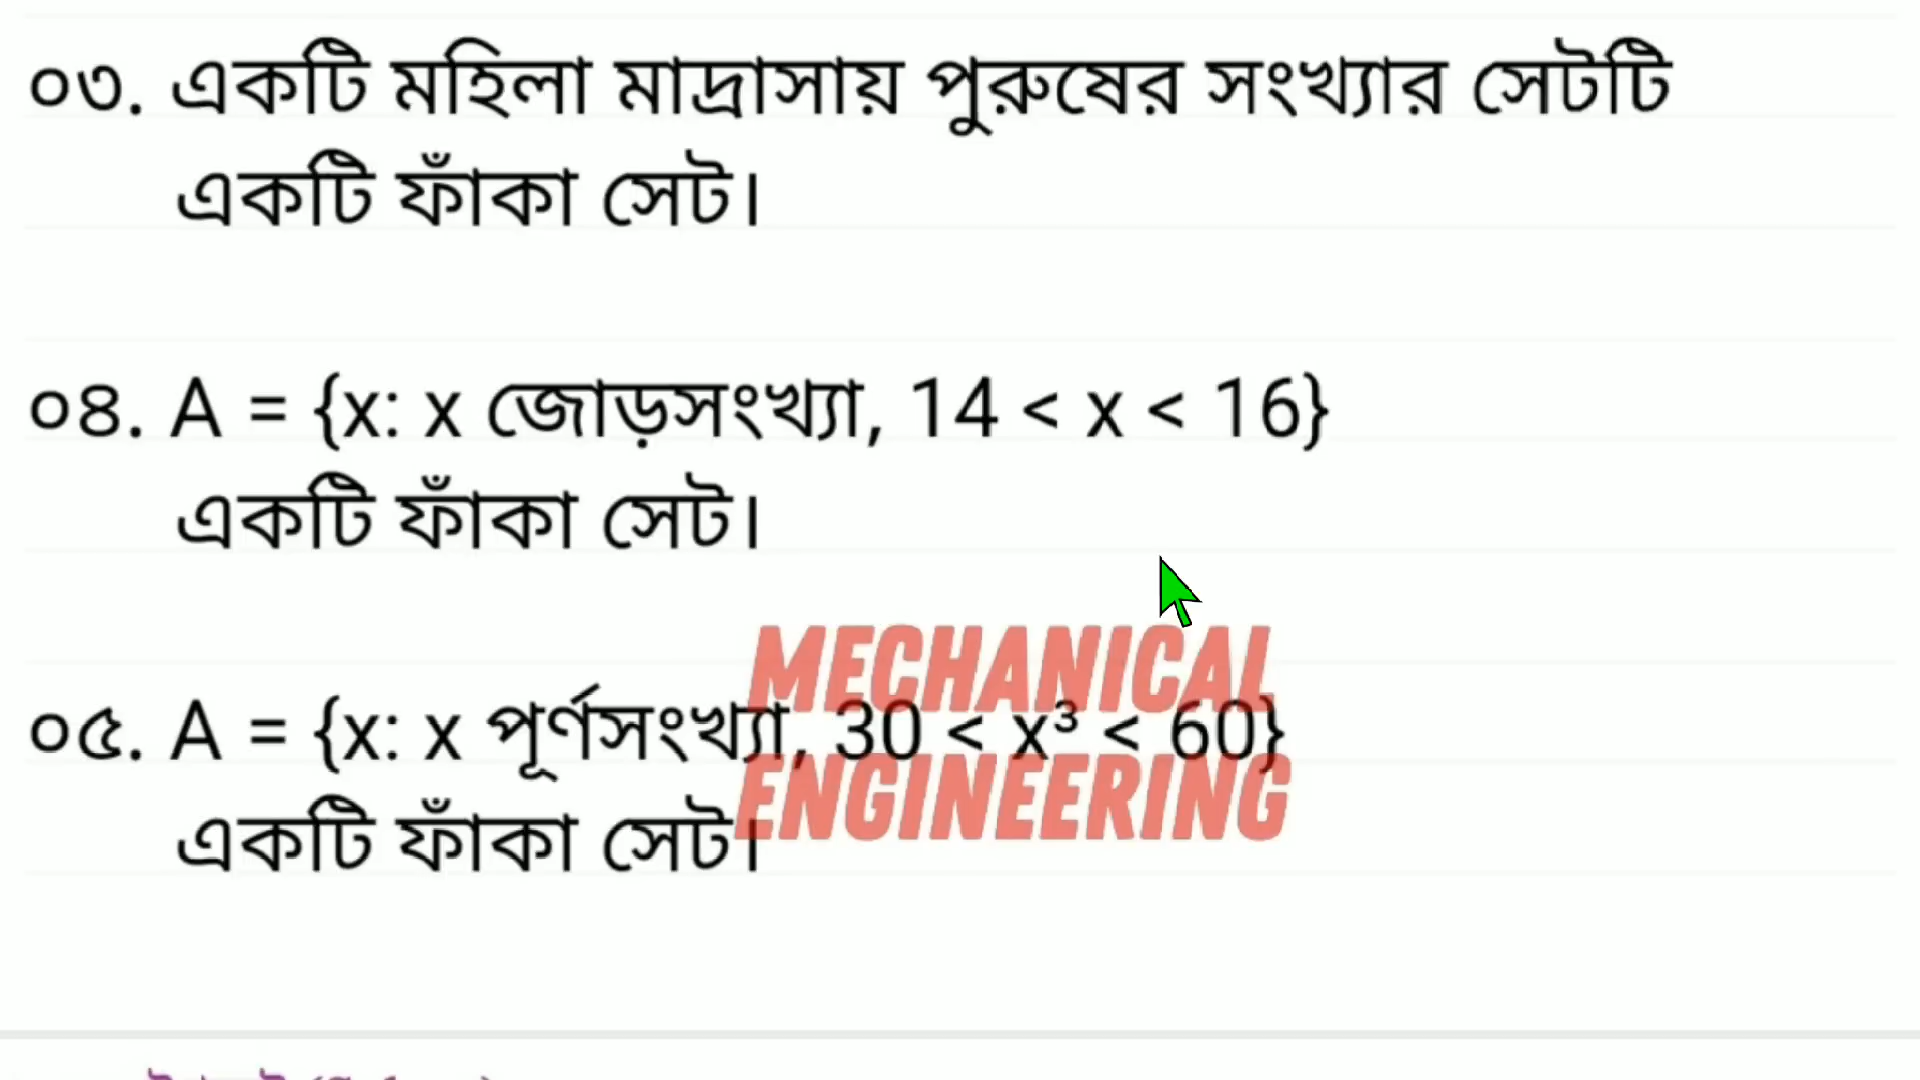 ০৩. একটি মহিলা মাদ্রাসায় পুরুষের সংখ্যার সেটটি
একটি ফাঁকা সেট।
০৪. A = {x: x জোড়সংখ্যা, 14 < x < 16}
একটি ফাঁকা সেট।
MECHANICAL
০৫. A = {x: x পূর্ণসংখ্যা, 30 < x³ < 60}
ENGINEERING
একটি ফাঁকা সেট।